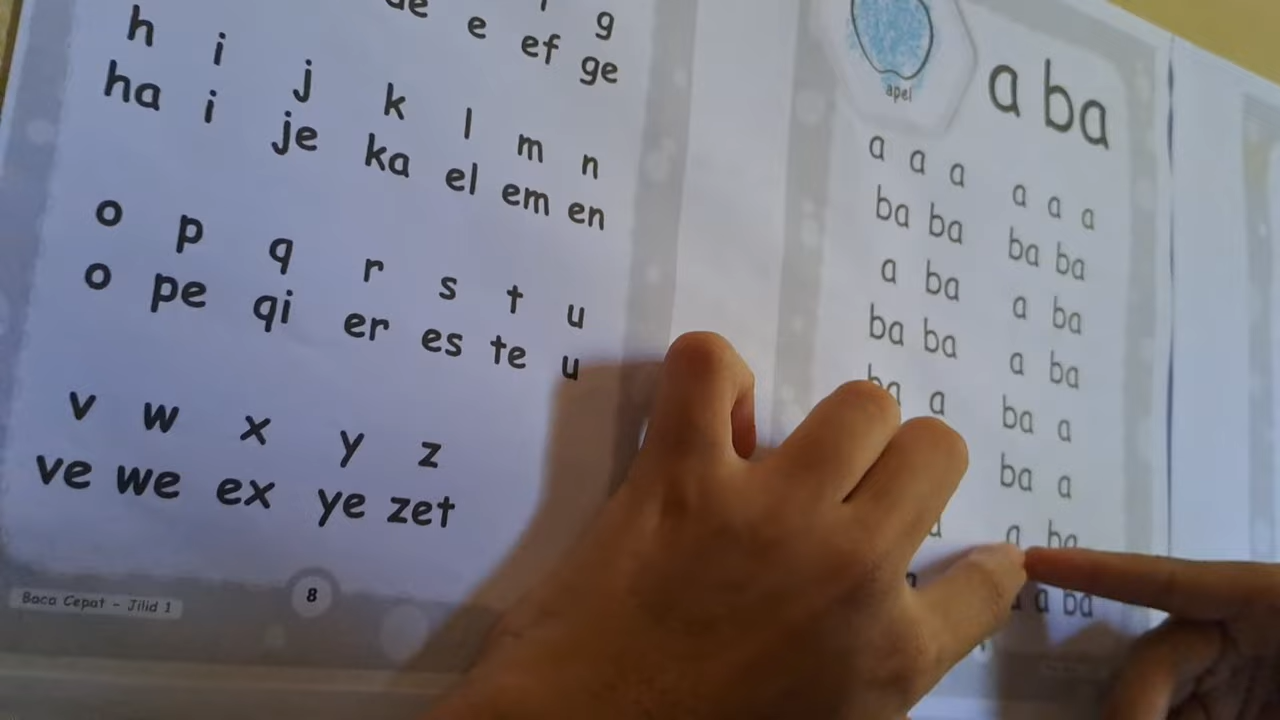 g
e ef ge
h i j k l m n
ha i je ka el em en
o p q r s t u
o pe qi er es te u
v w x y z
ve we ex ye zet
Baca Cepat - Jilid 1
8
apel
a ba
a a a a a a
ba ba ba ba
a ba a ba
ba ba a ba
ba a ba a
ba a
a ba
a ba